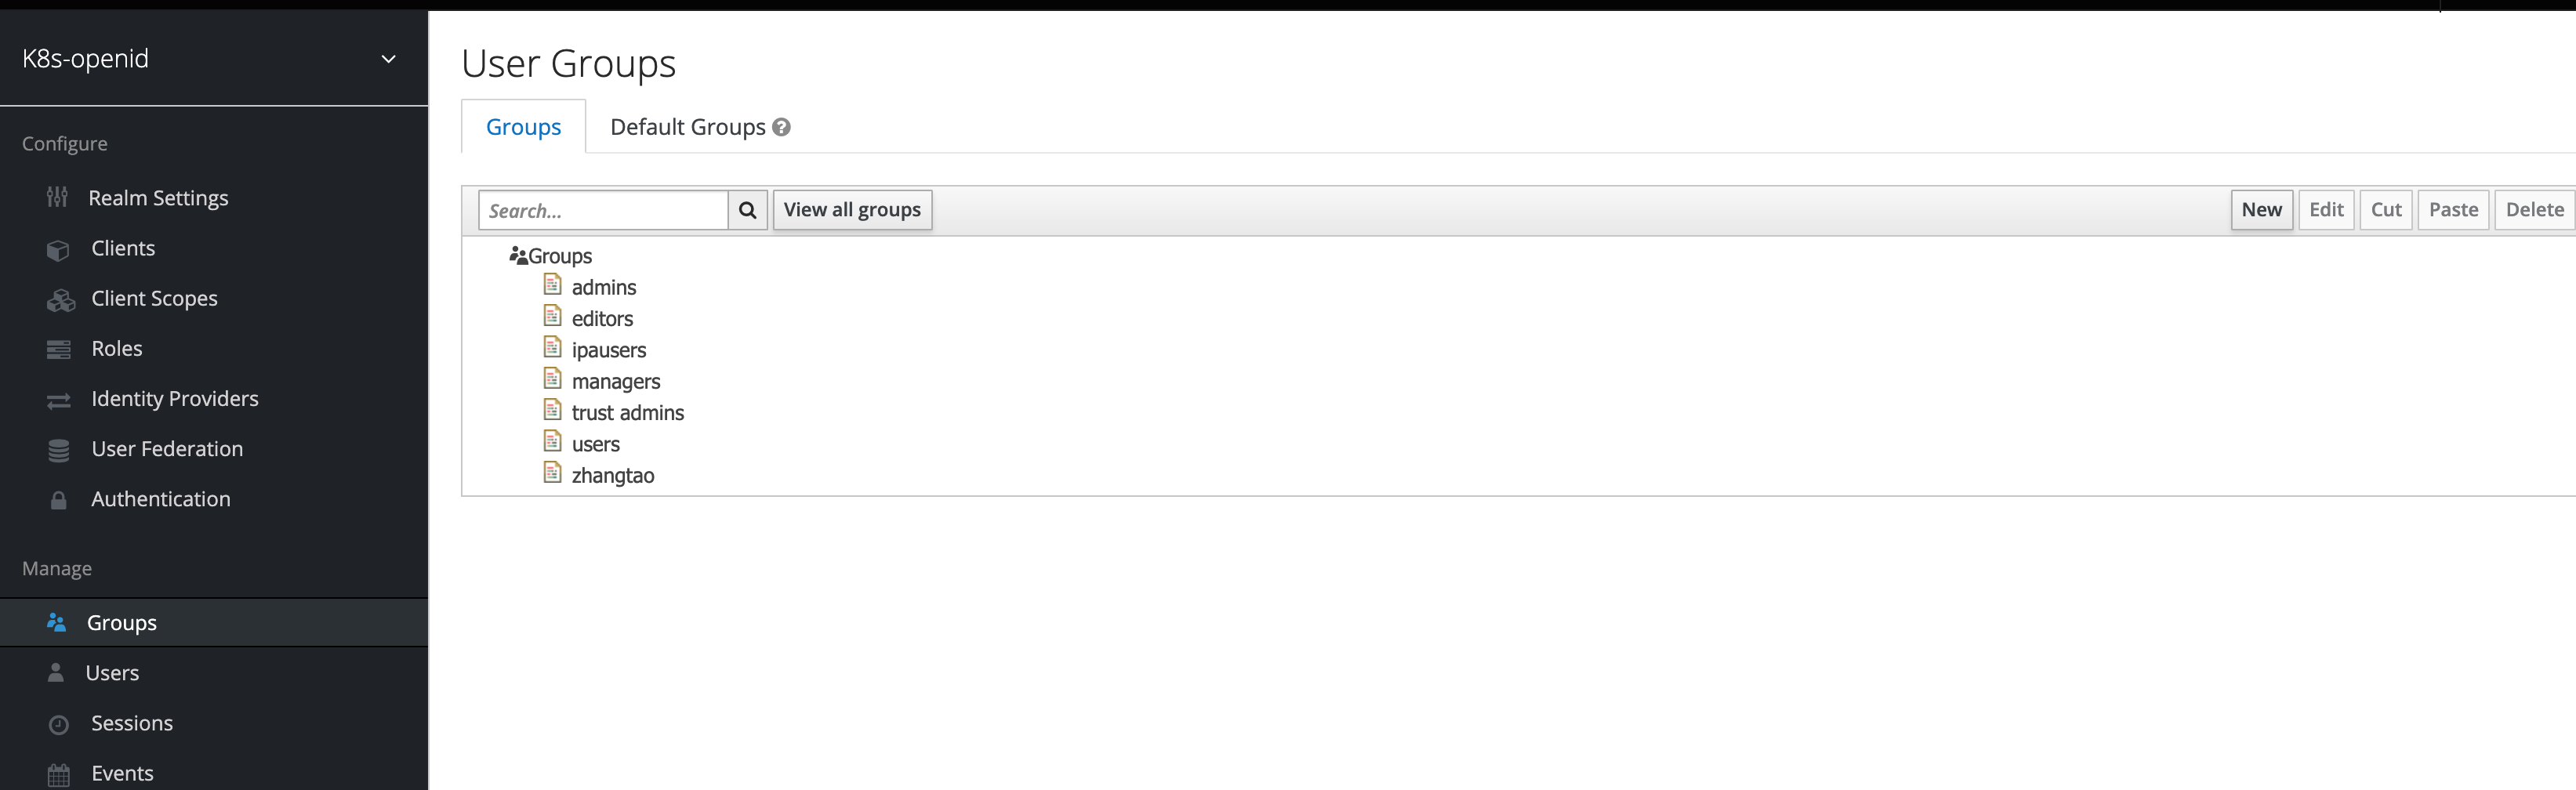 K8s-openid
Configure
Realm Settings
Clients
Client Scopes
Roles
Identity Providers
User Federation
Authentication
Manage
Groups
Users
Sessions
Events
User Groups
Groups
Default Groups
Search...
View all groups
New
Edit
Cut
Paste
Delete
Groups
admins
editors
ipausers
managers
trust admins
users
zhangtao